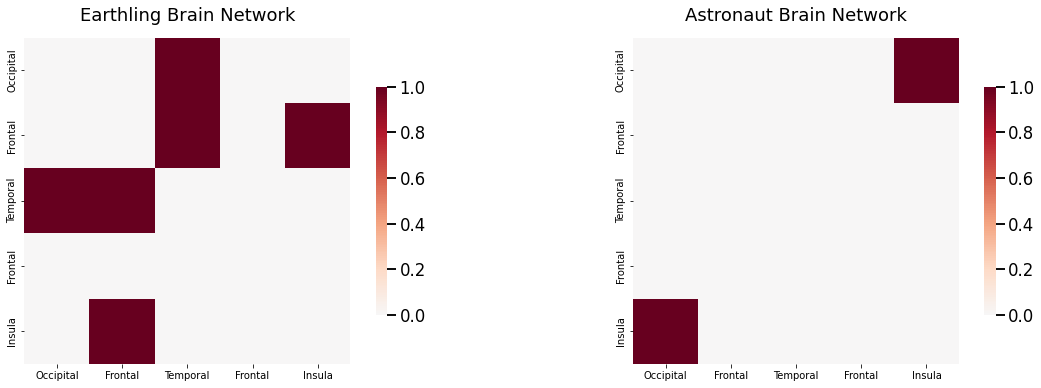 Earthling Brain Network
Occipital
Frontal
Temporal
Frontal
Insula
Occipital Frontal Temporal Frontal Insula
1.0
0.8
0.6
0.4
0.2
0.0
Astronaut Brain Network
Occipital
Frontal
Temporal
Frontal
Insula
Occipital Frontal Temporal Frontal Insula
1.0
0.8
0.6
0.4
0.2
0.0